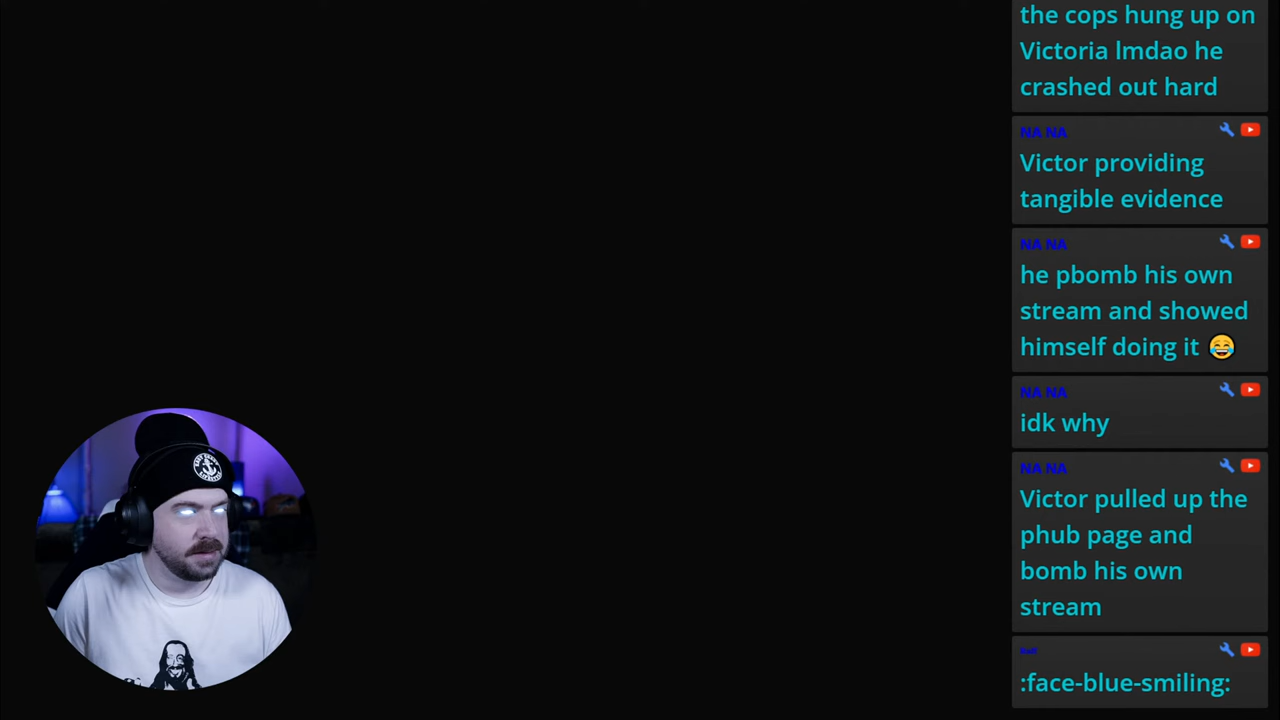 the cops hung up on
Victoria lmdao he
crashed out hard
NA NA
Victor providing
tangible evidence
NA NA
he pbomb his own
stream and showed
himself doing it 😂
NA NA
idk why
NA NA
Victor pulled up the
phub page and
bomb his own
stream
:face-blue-smiling: